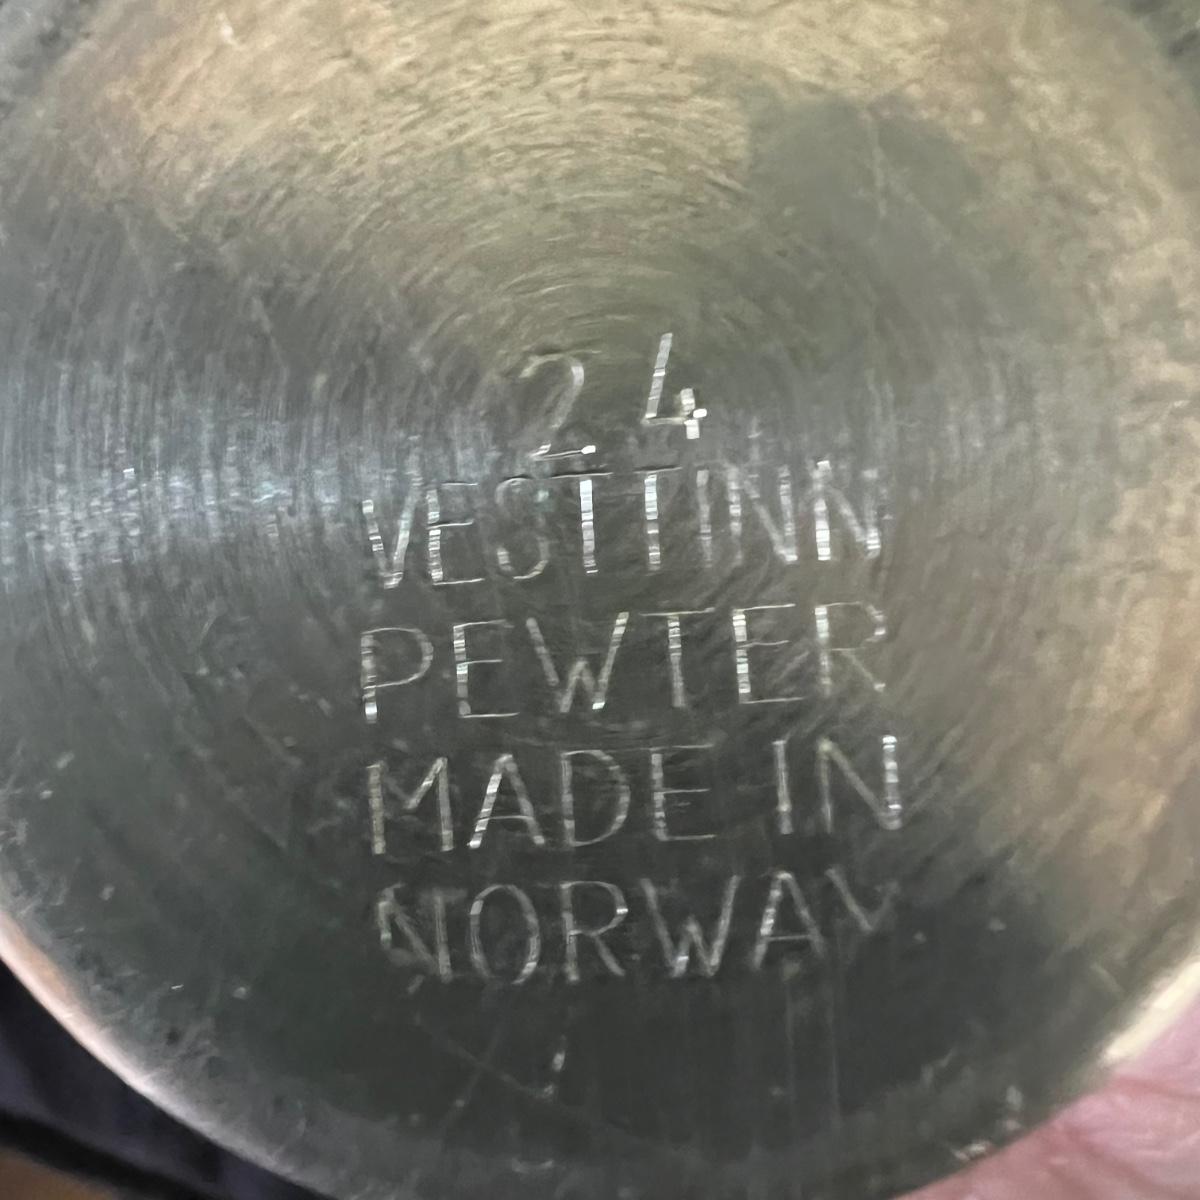 24
VESTTINN
PEWTER
MADE IN
NORWAY